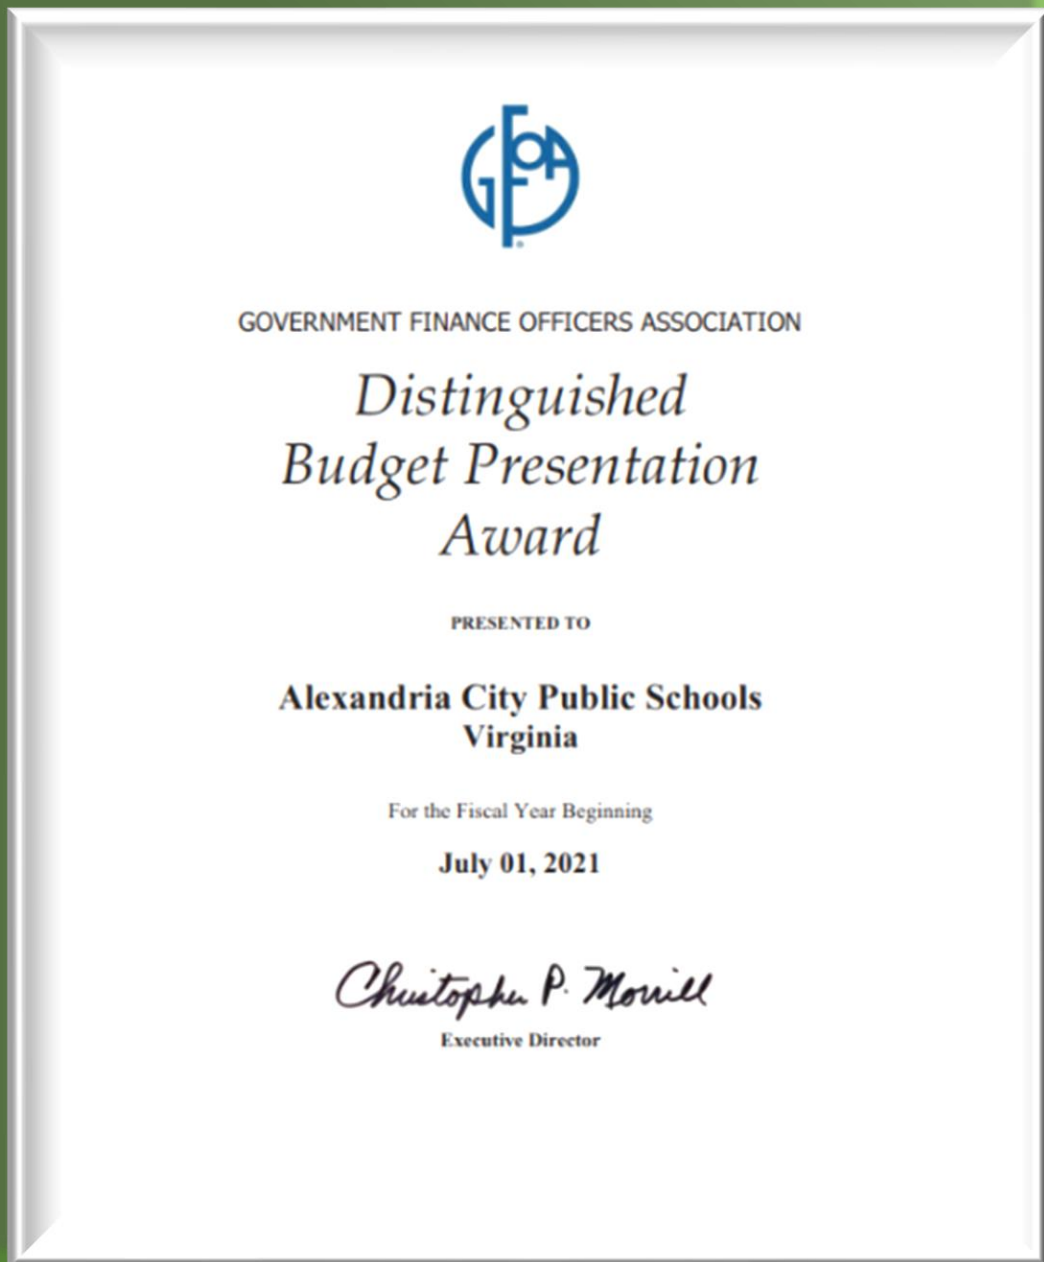 GFOA
GOVERNMENT FINANCE OFFICERS ASSOCIATION
Distinguished
Budget Presentation
Award
PRESENTED TO
Alexandria City Public Schools
Virginia
For the Fiscal Year Beginning
July 01, 2021
Christopher P. Morrill
Executive Director